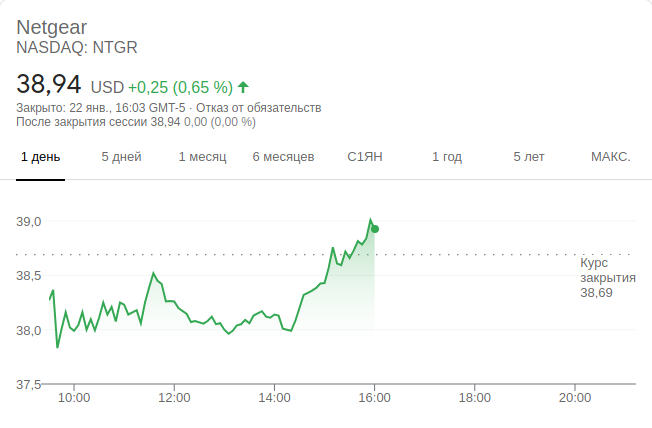 Netgear
NASDAQ: NTGR
38,94 USD +0,25 (0,65 %)
Закрыто: 22 янв., 16:03 GMT-5 · Отказ от обязательств
После закрытия сессии 38,94 0,00 (0,00 %)
1 день 5 дней 1 месяц 6 месяцев С1ЯН 1 год 5 лет МАКС.
39,0
Курс
закрытия
38,69
38,5
38,0
37,5
10:00 12:00 14:00 16:00 18:00 20:00